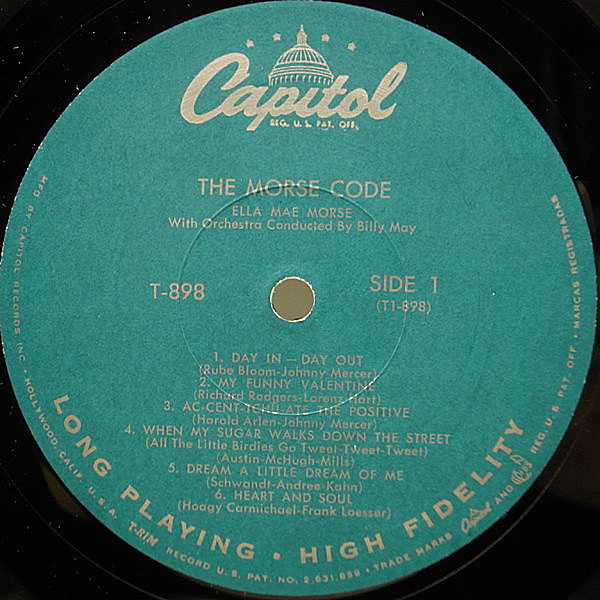 Capitol
REG. U. S. PAT. OFF.
THE MORSE CODE
ELLA MAE MORSE
With Orchestra Conducted By Billy May
T-898
SIDE 1
(T1-898)
1. DAY IN — DAY OUT
(Rube Bloom-Johnny Mercer)
2. MY FUNNY VALENTINE
(Richard Rodgers-Lorenz Hart)
3. AC-CENT-TCHU-ATE THE POSITIVE
(Harold Arlen-Johnny Mercer)
4. WHEN MY SUGAR WALKS DOWN THE STREET
(All The Little Birdies Go Tweet-Tweet-Tweet)
(Austin-McHugh-Mills)
5. DREAM A LITTLE DREAM OF ME
(Schwandt-Andree-Kahn)
6. HEART AND SOUL
(Hoagy Carmichael-Frank Loesser)
LONG PLAYING • HIGH FIDELITY
MFD BY CAPITOL RECORDS, INC. • HOLLYWOOD, CALIF. U. S. A. T-RIM RECORD U. S. PAT. NO. 2,631,859 • TRADE MARKS Capitol AND REG. U. S. PAT. OFF. • MARCAS REGISTRADAS